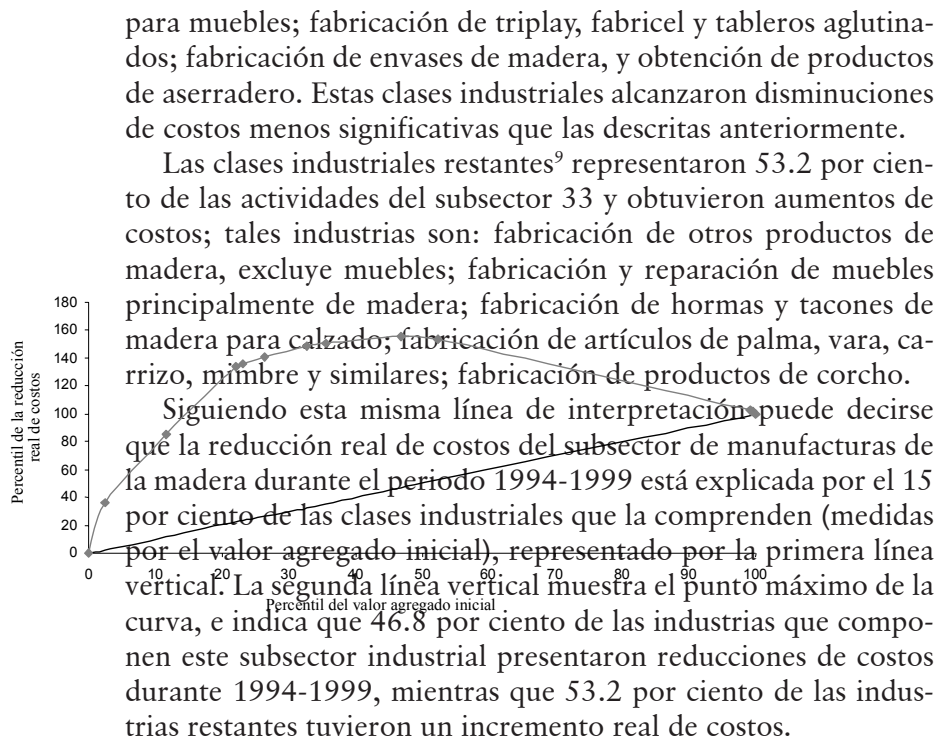 para muebles; fabricación de triplay, fabricel y tableros aglutina-
dos; fabricación de envases de madera, y obtención de productos
de aserradero. Estas clases industriales alcanzaron disminuciones
de costos menos significativas que las descritas anteriormente.
Las clases industriales restantes⁹ representaron 53.2 por cien-
to de las actividades del subsector 33 y obtuvieron aumentos de
costos; tales industrias son: fabricación de otros productos de
madera, excluye muebles; fabricación y reparación de muebles
principalmente de madera; fabricación de hormas y tacones de
madera para calzado; fabricación de artículos de palma, vara, ca-
rrizo, mimbre y similares; fabricación de productos de corcho.
Siguiendo esta misma línea de interpretación puede decirse
que la reducción real de costos del subsector de manufacturas de
la madera durante el periodo 1994-1999 está explicada por el 15
por ciento de las clases industriales que la comprenden (medidas
por el valor agregado inicial), representado por la primera línea
vertical. La segunda línea vertical muestra el punto máximo de la
curva, e indica que 46.8 por ciento de las industrias que compo-
nen este subsector industrial presentaron reducciones de costos
durante 1994-1999, mientras que 53.2 por ciento de las indus-
trias restantes tuvieron un incremento real de costos.
Percentil de la reducción
real de costos
180
160
140
120
100
80
60
40
20
0
0 10 20 30 40 50 60 70 80 90 100
Percentil del valor agregado inicial